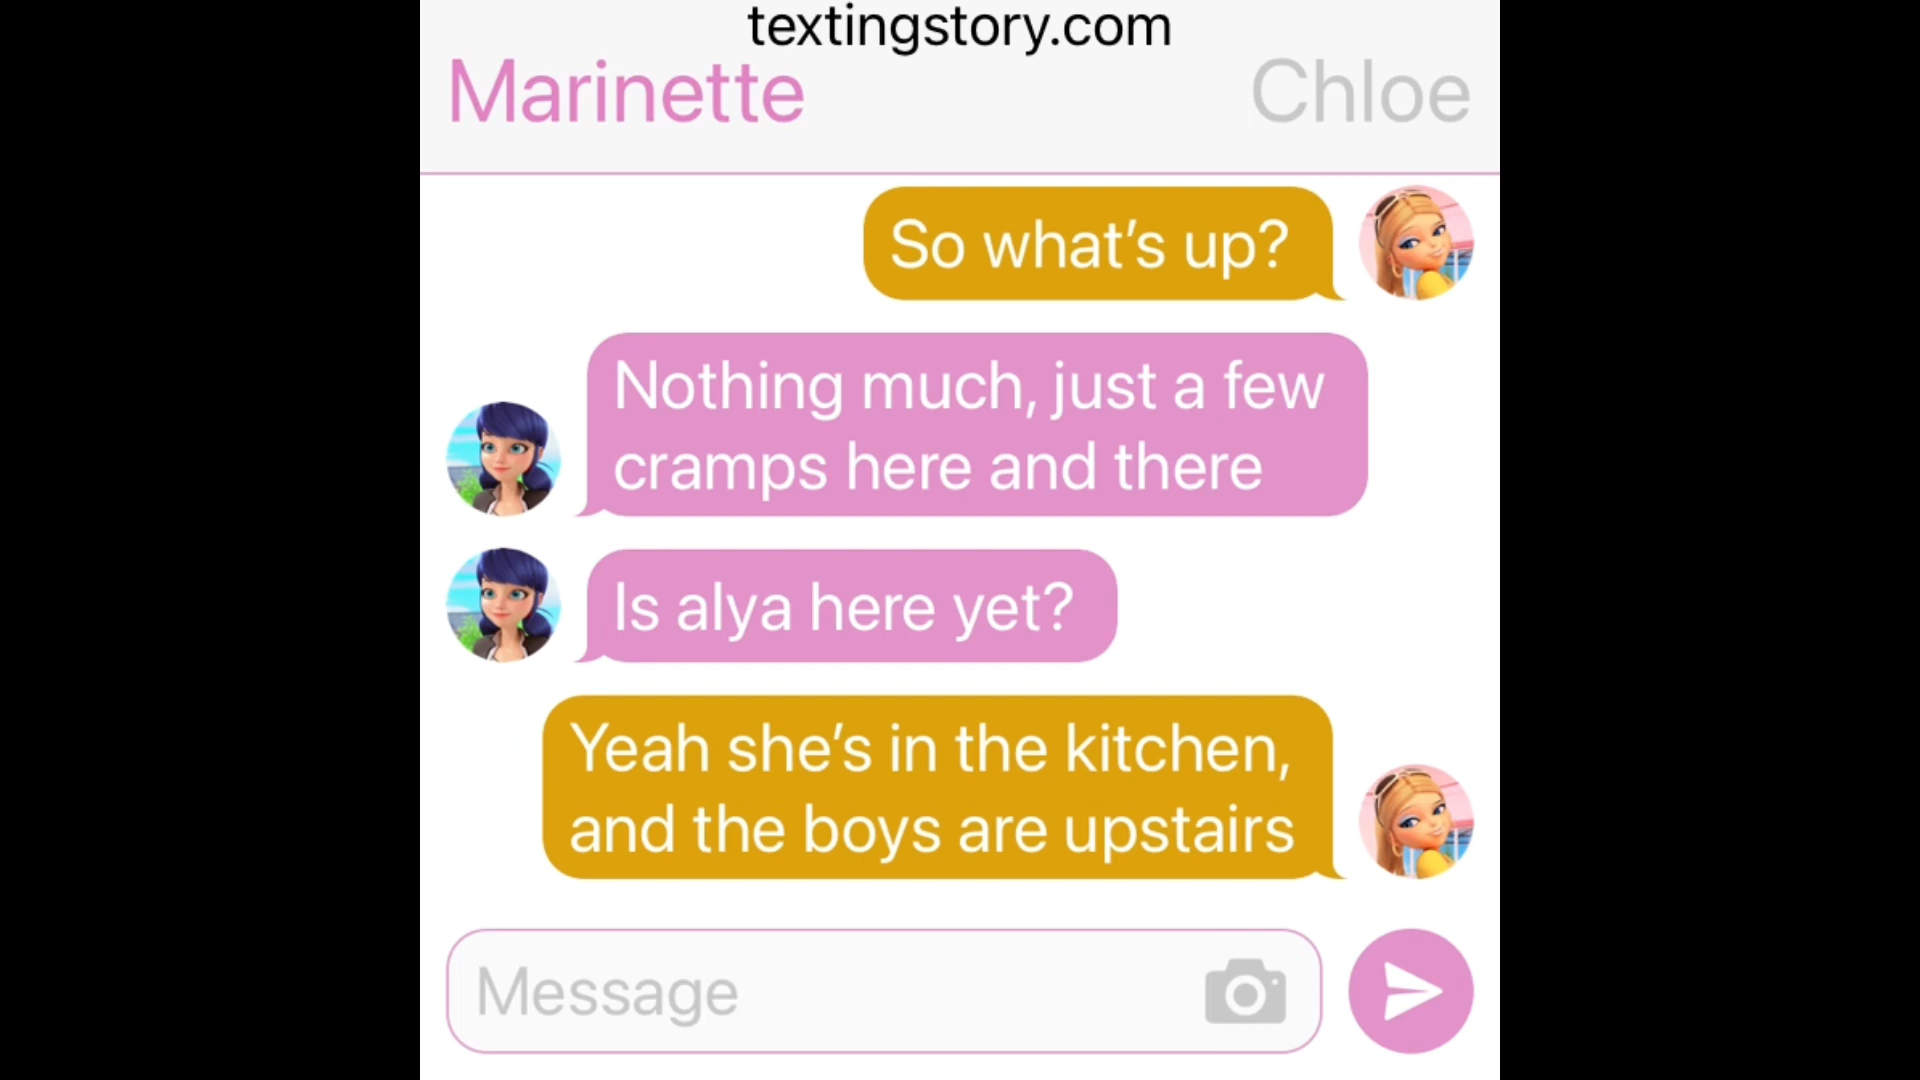 textingstory.com
Marinette
Chloe
So what’s up?
Nothing much, just a few
cramps here and there
Is alya here yet?
Yeah she’s in the kitchen,
and the boys are upstairs
Message